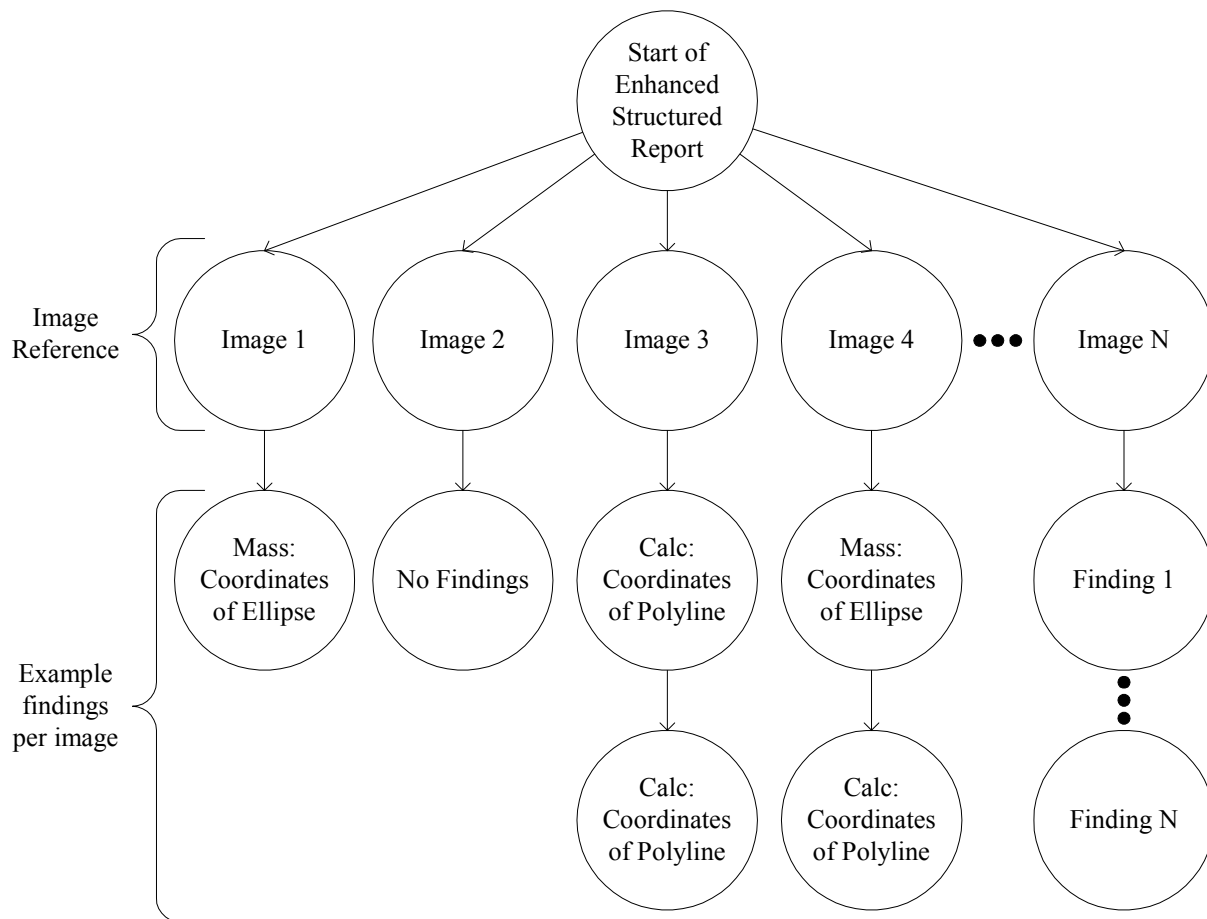 Start of
Enhanced
Structured
Report
Image
Reference
Image 1
Image 2
Image 3
Image 4
Image N
Example
findings
per image
Mass:
Coordinates
of Ellipse
No Findings
Calc:
Coordinates
of Polyline
Mass:
Coordinates
of Ellipse
Finding 1
Calc:
Coordinates
of Polyline
Calc:
Coordinates
of Polyline
Finding N